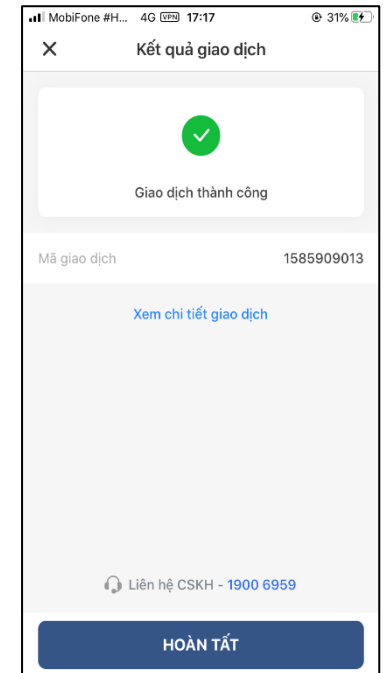 MobiFone #H... 4G VPN 17:17 31%
Kết quả giao dịch
Giao dịch thành công
Mã giao dịch 1585909013
Xem chi tiết giao dịch
Liên hệ CSKH - 1900 6959
HOÀN TẤT